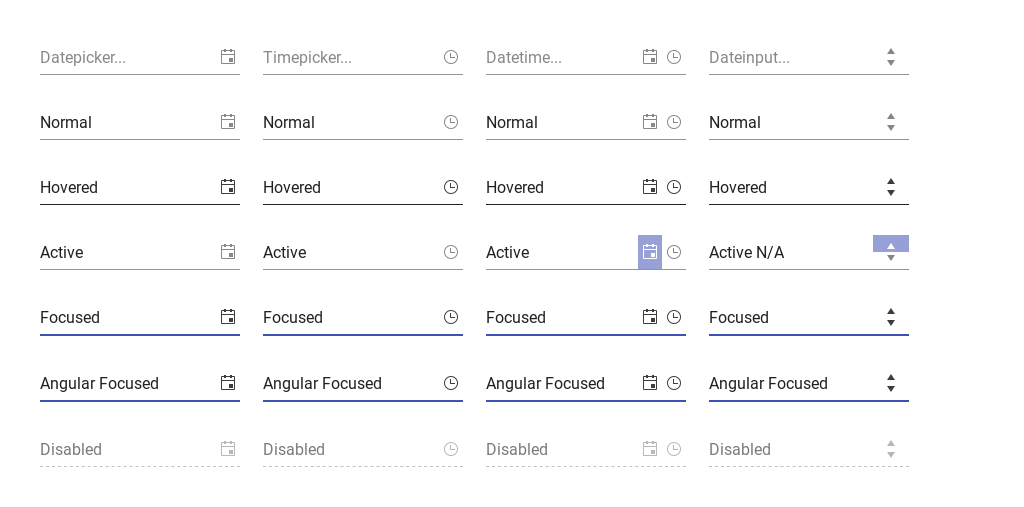 Datepicker... Timepicker... Datetime... Dateinput...
Normal Normal Normal Normal
Hovered Hovered Hovered Hovered
Active Active Active Active N/A
Focused Focused Focused Focused
Angular Focused Angular Focused Angular Focused Angular Focused
Disabled Disabled Disabled Disabled